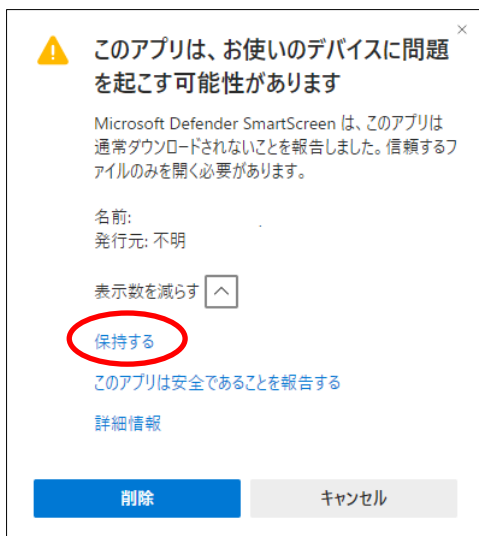 このアプリは、お使いのデバイスに問題
を起こす可能性があります
Microsoft Defender SmartScreen は、このアプリは
通常ダウンロードされないことを報告しました。信頼するフ
ァイルのみを開く必要があります。
名前:
発行元: 不明
表示数を減らす
保持する
このアプリは安全であることを報告する
詳細情報
削除
キャンセル